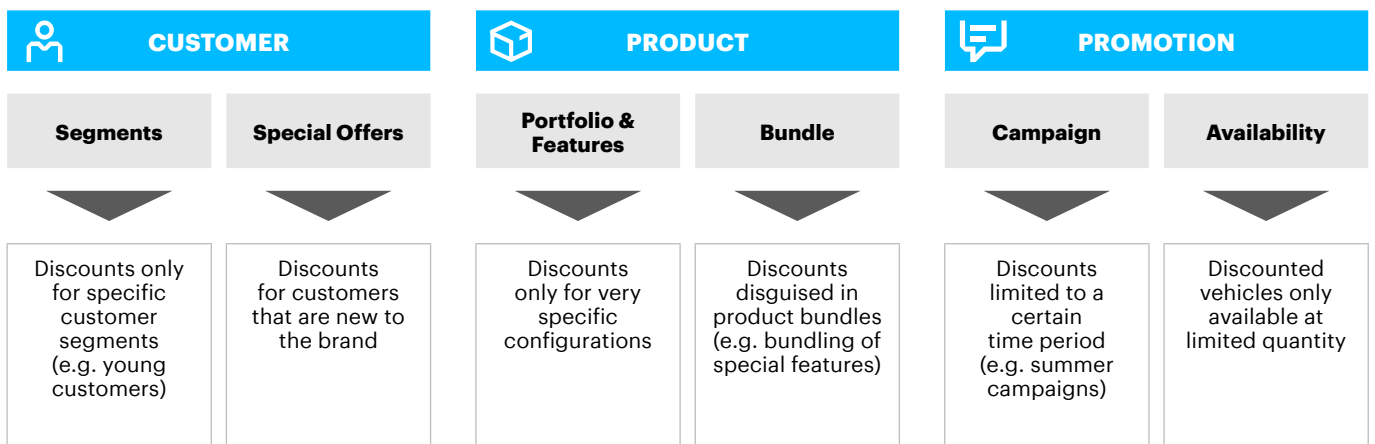 CUSTOMER
Segments
Discounts only
for specific
customer
segments
(e.g. young
customers)
Special Offers
Discounts
for customers
that are new to
the brand
PRODUCT
Portfolio &
Features
Discounts
only for very
specific
configurations
Bundle
Discounts
disguised in
product bundles
(e.g. bundling of
special features)
PROMOTION
Campaign
Discounts
limited to a
certain
time period
(e.g. summer
campaigns)
Availability
Discounted
vehicles only
available at
limited quantity